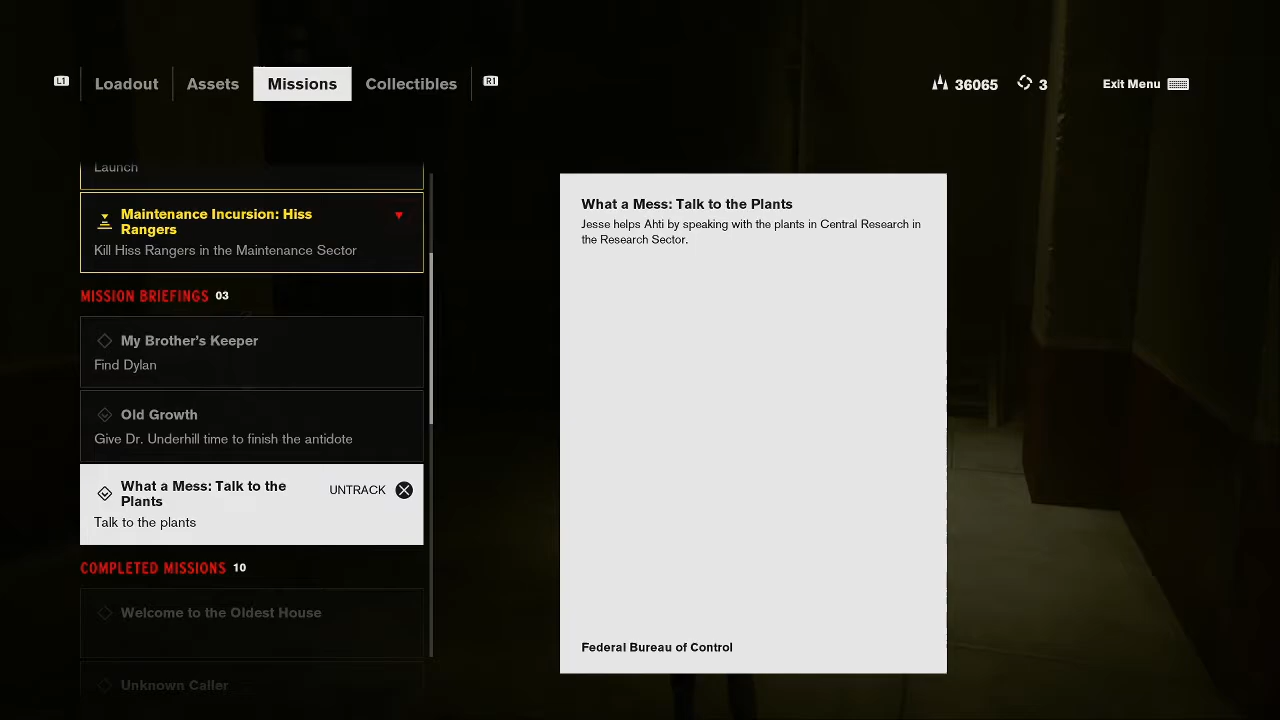 L1
Loadout
Assets
Missions
Collectibles
R1
36065
3
Exit Menu
Launch
Maintenance Incursion: Hiss
Rangers
Kill Hiss Rangers in the Maintenance Sector
MISSION BRIEFINGS 03
My Brother's Keeper
Find Dylan
Old Growth
Give Dr. Underhill time to finish the antidote
What a Mess: Talk to the
Plants
UNTRACK
Talk to the plants
COMPLETED MISSIONS 10
Welcome to the Oldest House
Unknown Caller
What a Mess: Talk to the Plants
Jesse helps Ahti by speaking with the plants in Central Research in
the Research Sector.
Federal Bureau of Control